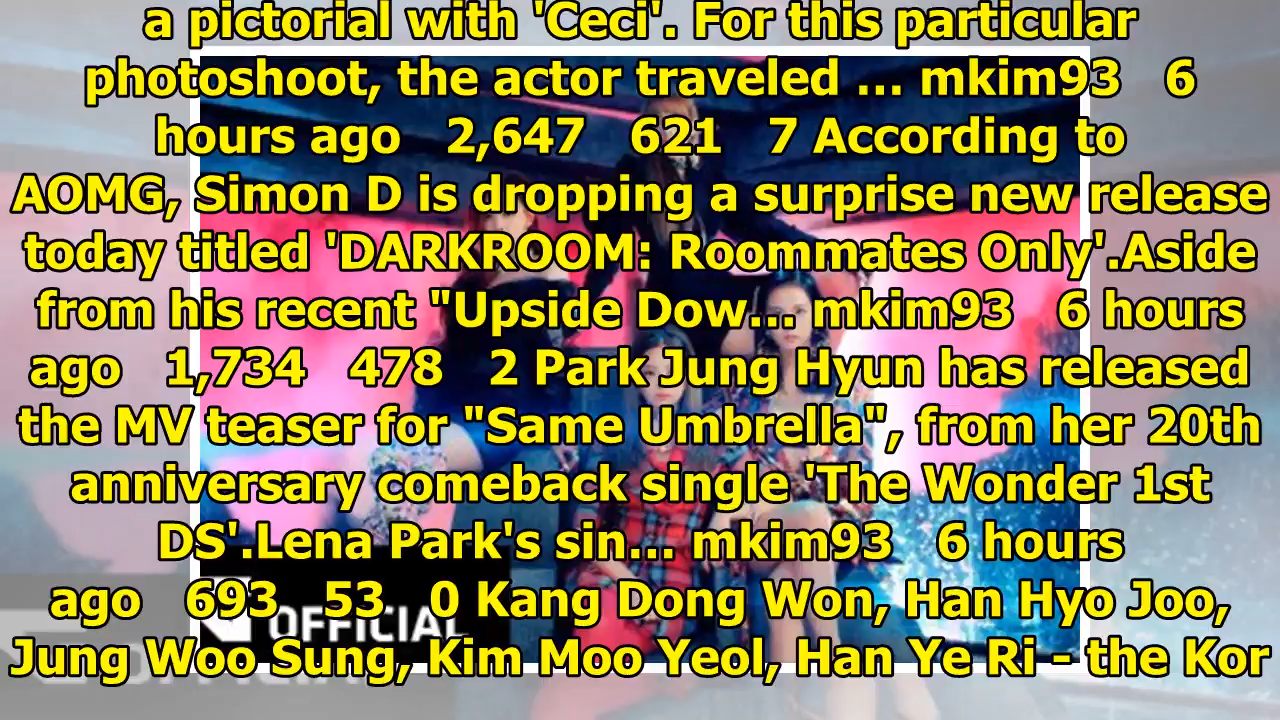 a pictorial with 'Ceci'. For this particular
photoshoot, the actor traveled ... mkim93 6
hours ago 2,647 621 7 According to
AOMG, Simon D is dropping a surprise new release
today titled 'DARKROOM: Roommates Only'.Aside
from his recent "Upside Dow... mkim93 6 hours
ago 1,734 478 2 Park Jung Hyun has released
the MV teaser for "Same Umbrella", from her 20th
anniversary comeback single 'The Wonder 1st
DS'.Lena Park's sin... mkim93 6 hours
ago 693 53 0 Kang Dong Won, Han Hyo Joo,
OFFICIAL
Jung Woo Sung, Kim Moo Yeol, Han Ye Ri - the Kor